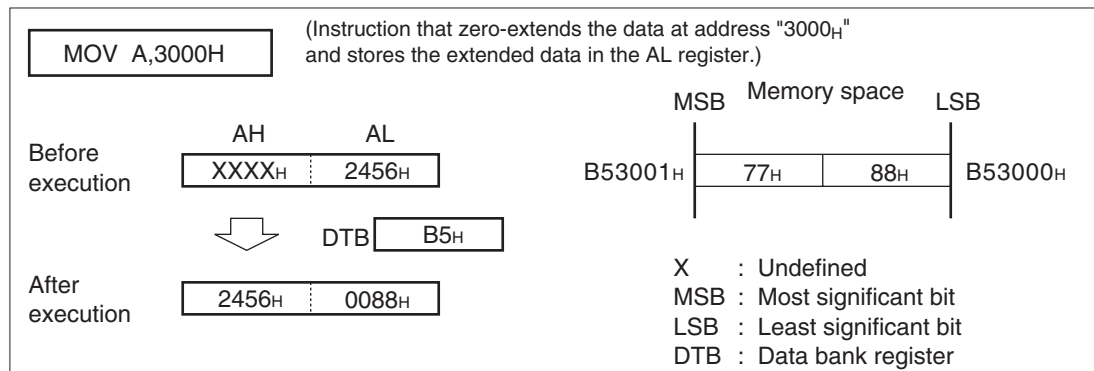 MOV A,3000H
(Instruction that zero-extends the data at address "3000H"
and stores the extended data in the AL register.)
Memory space
MSB LSB
AH AL
Before
execution
XXXXH 2456H
B53001H 77H 88H B53000H
DTB B5H
After
execution
2456H 0088H
X : Undefined
MSB : Most significant bit
LSB : Least significant bit
DTB : Data bank register